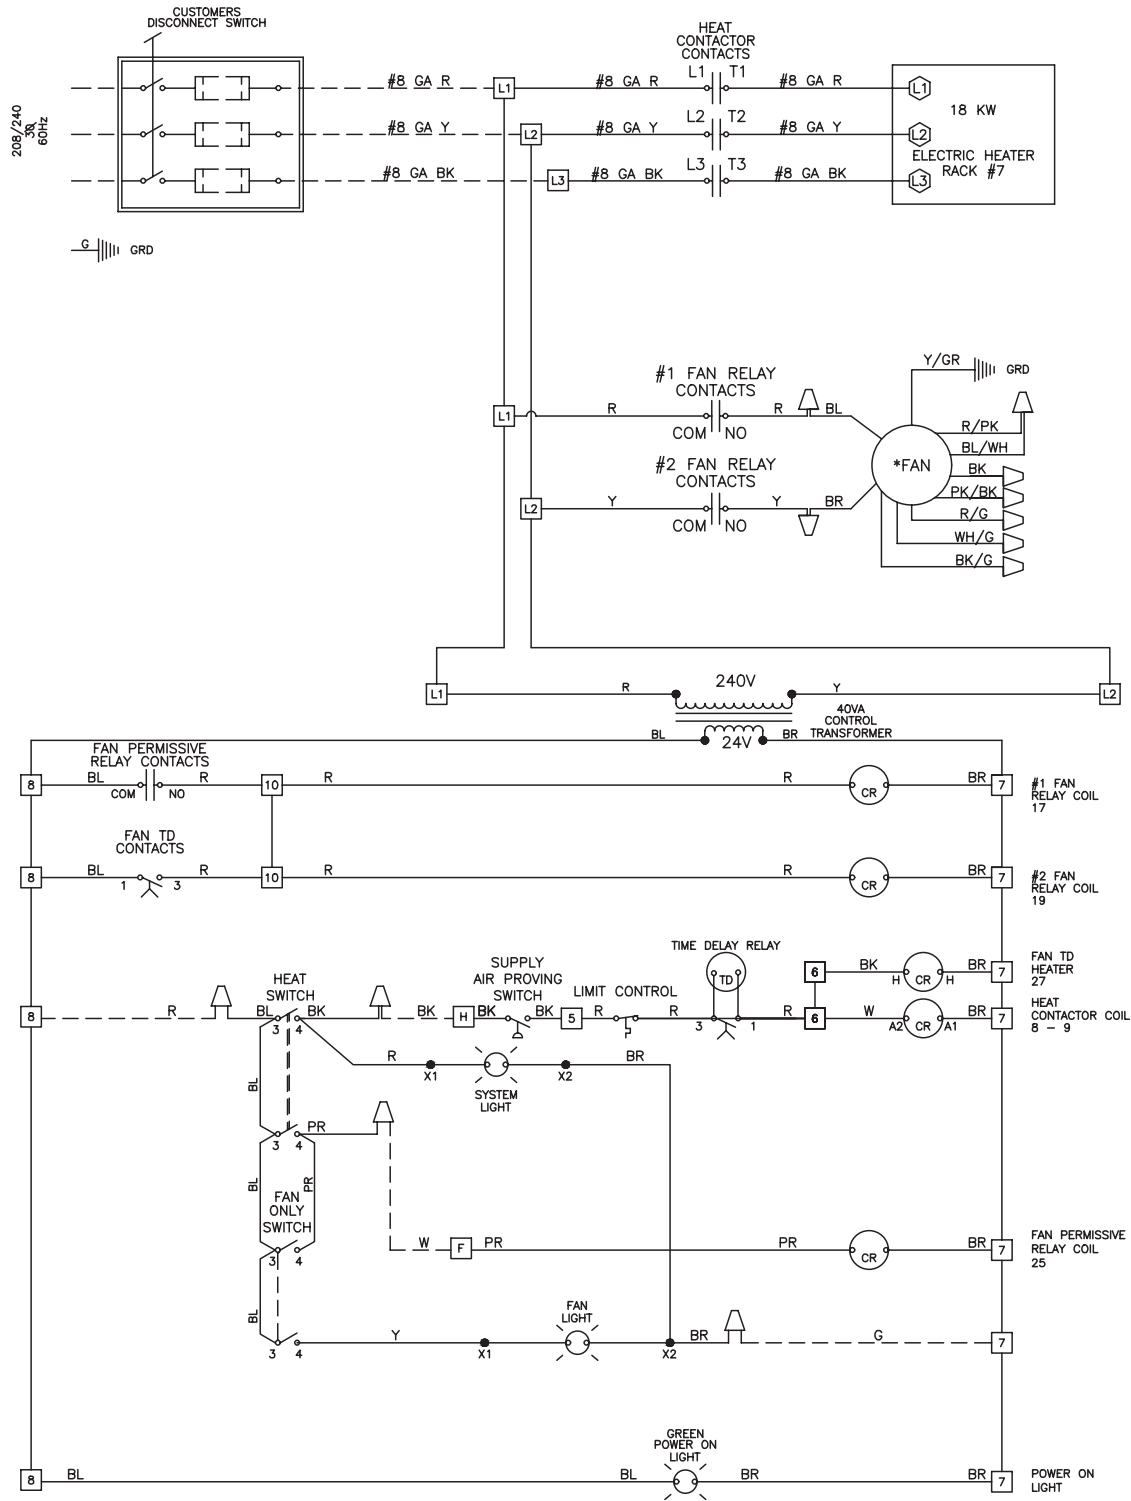 CUSTOMERS
DISCONNECT SWITCH
208/240
3Ø
60Hz
HEAT
CONTACTOR
CONTACTS
#8 GA R
L1
#8 GA R
L1 T1
#8 GA R
L1
18 KW
#8 GA Y
L2
#8 GA Y
L2 T2
#8 GA Y
L2
ELECTRIC HEATER
RACK #7
#8 GA BK
L3
#8 GA BK
L3 T3
#8 GA BK
L3
G
GRD
#1 FAN RELAY
CONTACTS
Y/GR
GRD
L1
R
R
BL
COM NO
R/PK
BL/WH
#2 FAN RELAY
CONTACTS
*FAN
BK
PK/BK
L2
Y
Y
BR
COM NO
R/G
WH/G
BK/G
L1
R
240V
Y
L2
40VA
CONTROL
TRANSFORMER
BL
24V
BR
FAN PERMISSIVE
RELAY CONTACTS
8
BL
COM NO
R
10
R
R
CR
BR
7
#1 FAN
RELAY COIL
17
FAN TD
CONTACTS
8
BL
1 3
R
10
R
R
CR
BR
7
#2 FAN
RELAY COIL
19
TIME DELAY RELAY
TD
6
BK
H CR H
BR
7
FAN TD
HEATER
27
HEAT
SWITCH
SUPPLY
AIR PROVING
SWITCH
LIMIT CONTROL
8
R
BL
3 4
BK
BK
H
BK
BK
5
R
R
3 1
R
6
W
A2 CR A1
BR
7
HEAT
CONTACTOR COIL
8 - 9
R
X1
SYSTEM
LIGHT
X2
BR
BL
3 4
PR
BL
PR
FAN
ONLY
SWITCH
3 4
W
F
PR
PR
CR
BR
7
FAN PERMISSIVE
RELAY COIL
25
BL
3 4
Y
X1
FAN
LIGHT
X2
BR
G
7
GREEN
POWER ON
LIGHT
8
BL
BL
BR
BR
7
POWER ON
LIGHT